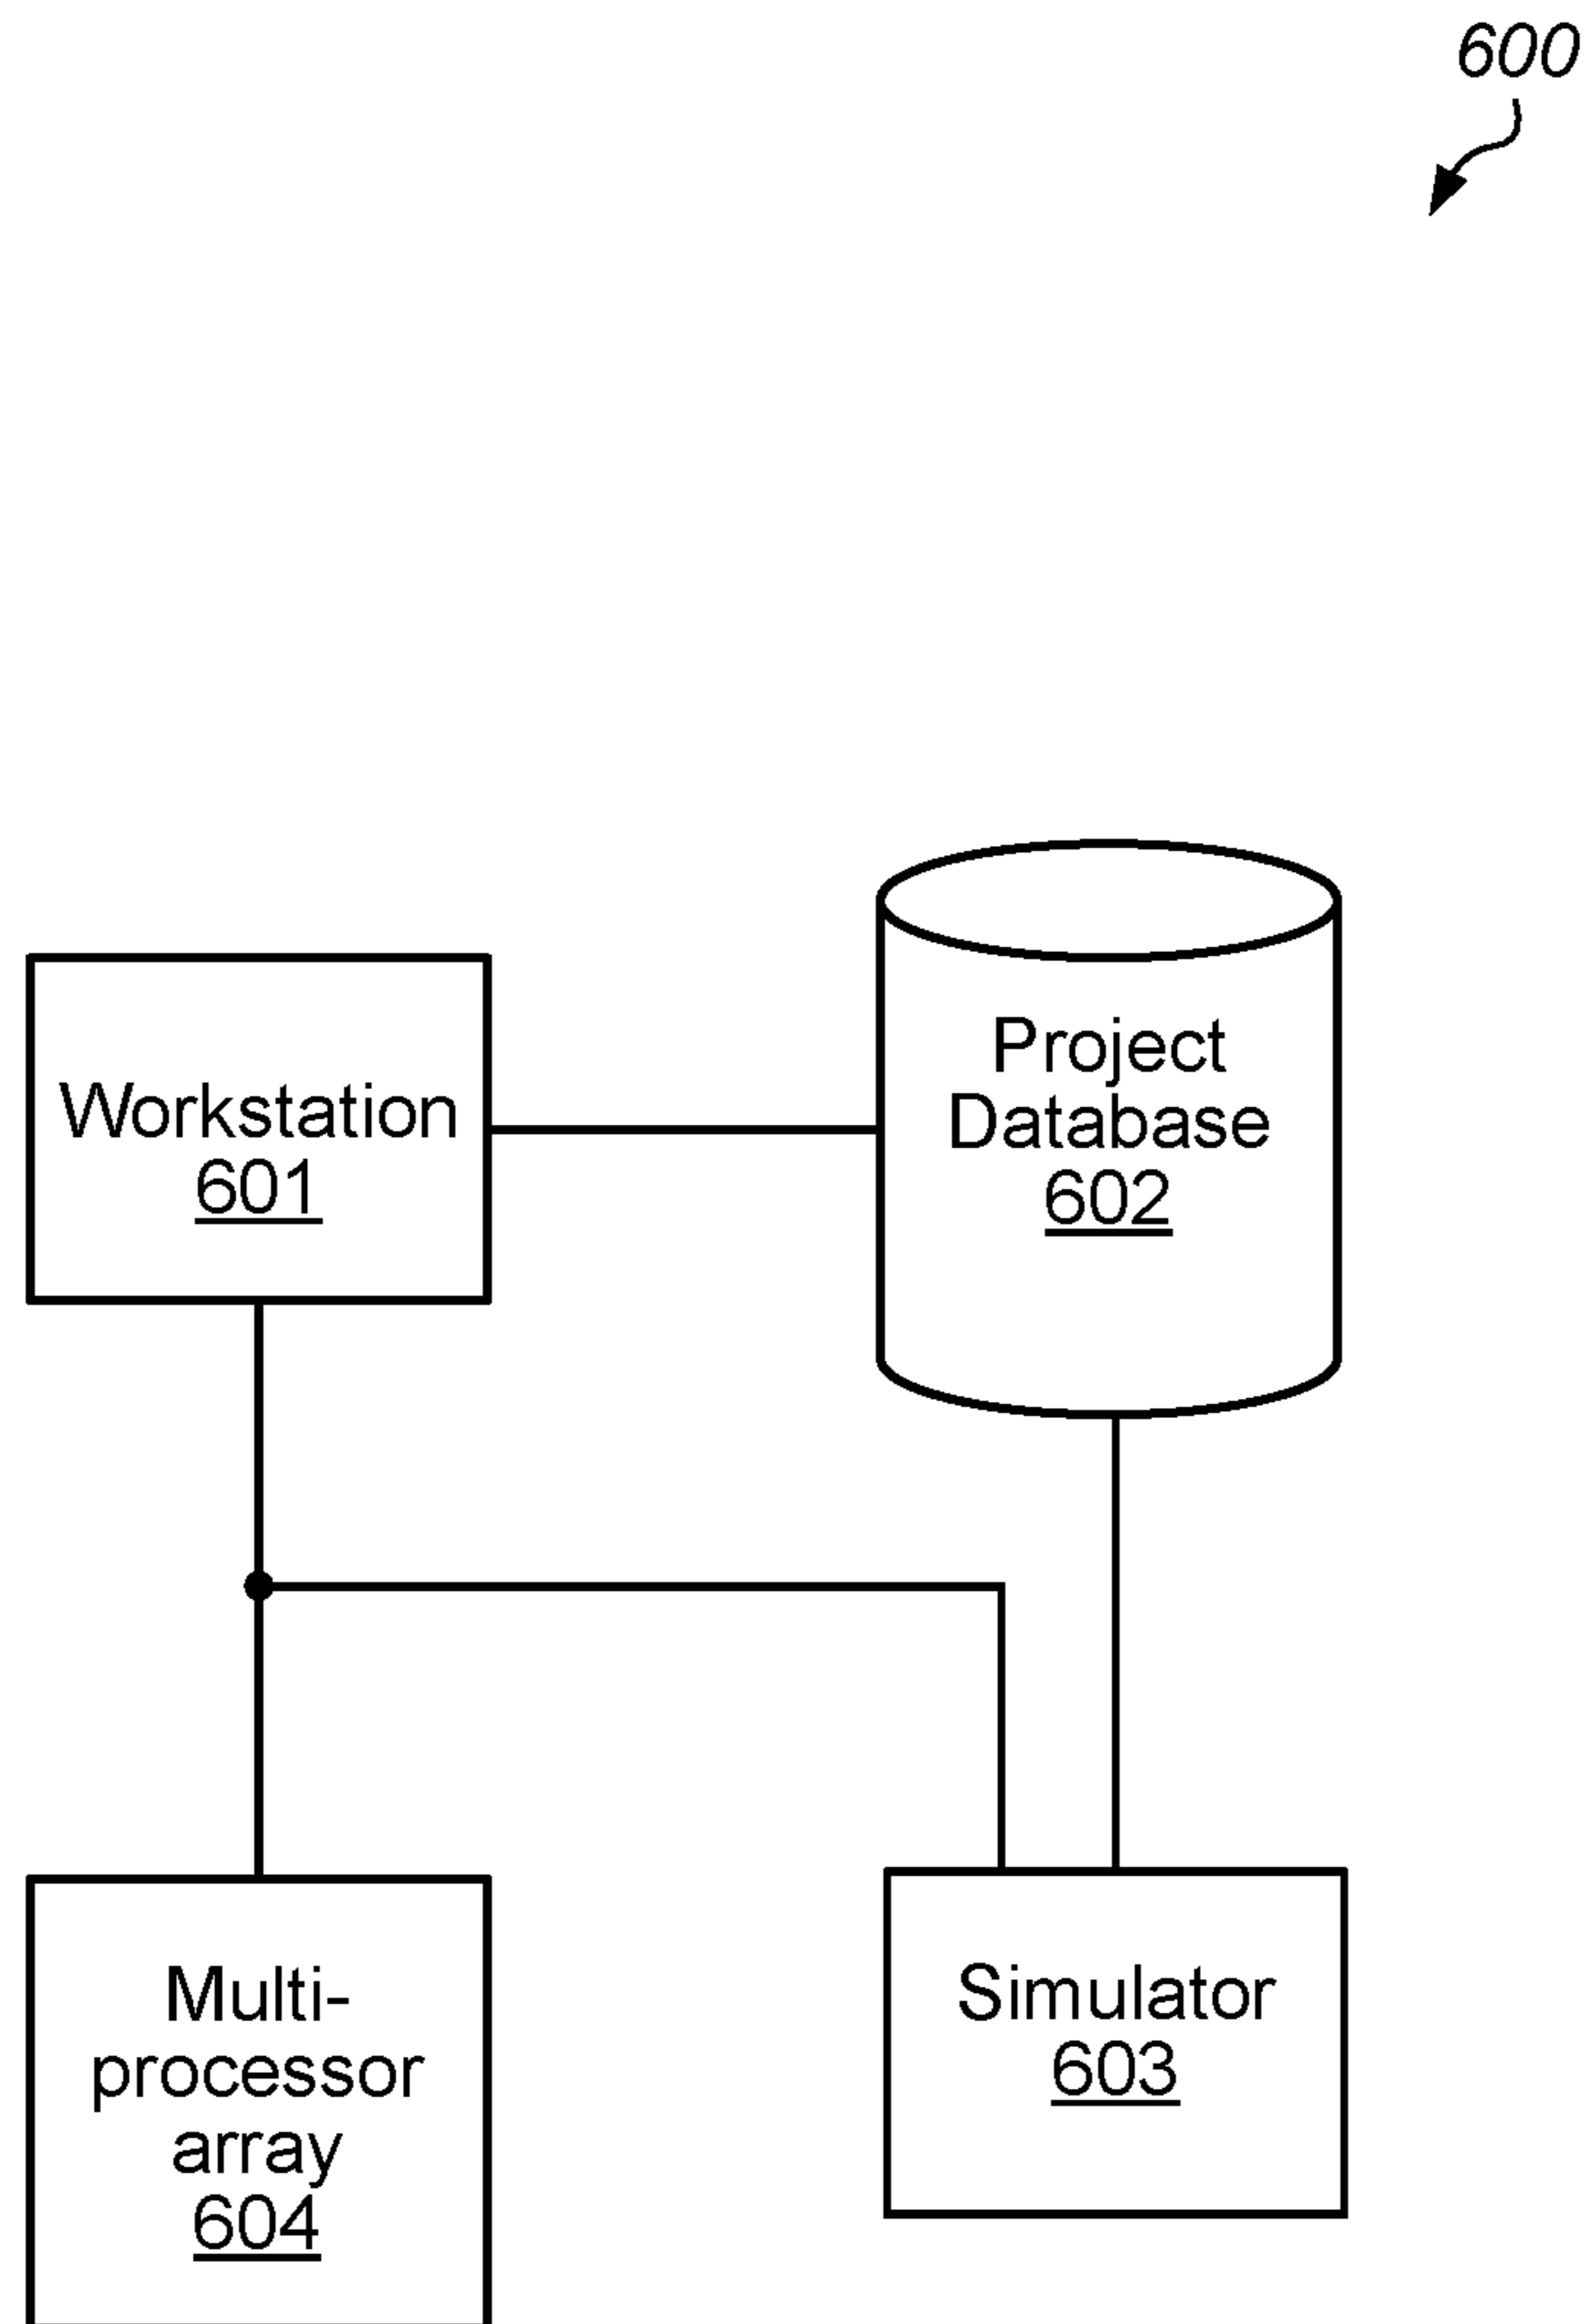 600
Workstation
601
Project
Database
602
Multi-
processor
array
604
Simulator
603